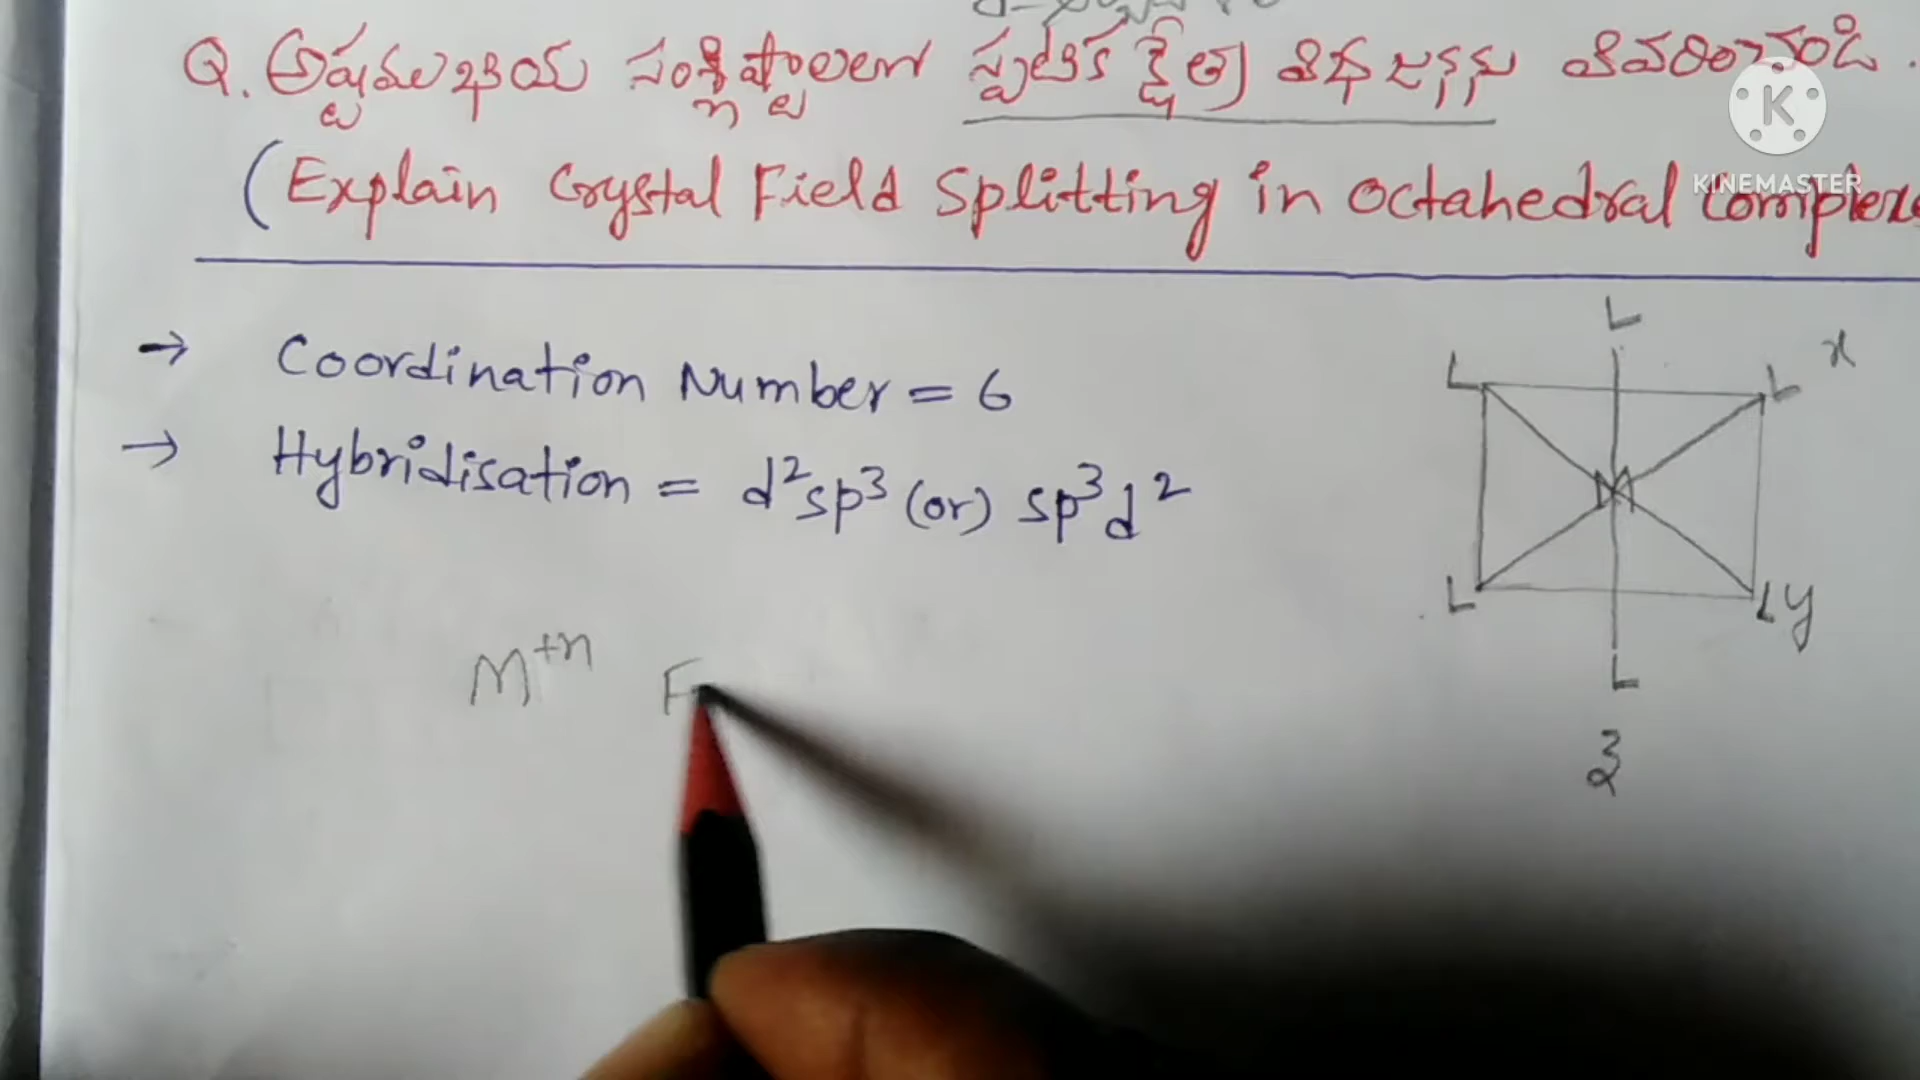 Q. అష్టముఖీయ సంశ్లిష్టాలలో స్ఫటిక క్షేత్ర విభజనను వివరించండి.
(Explain Crystal Field Splitting in Octahedral Complexes
K
KINEMASTER
→ Coordination Number = 6
→ Hybridisation = d²sp³ (or) sp³d²
L
L L x
M
L L y
L
z
M⁺ⁿ F